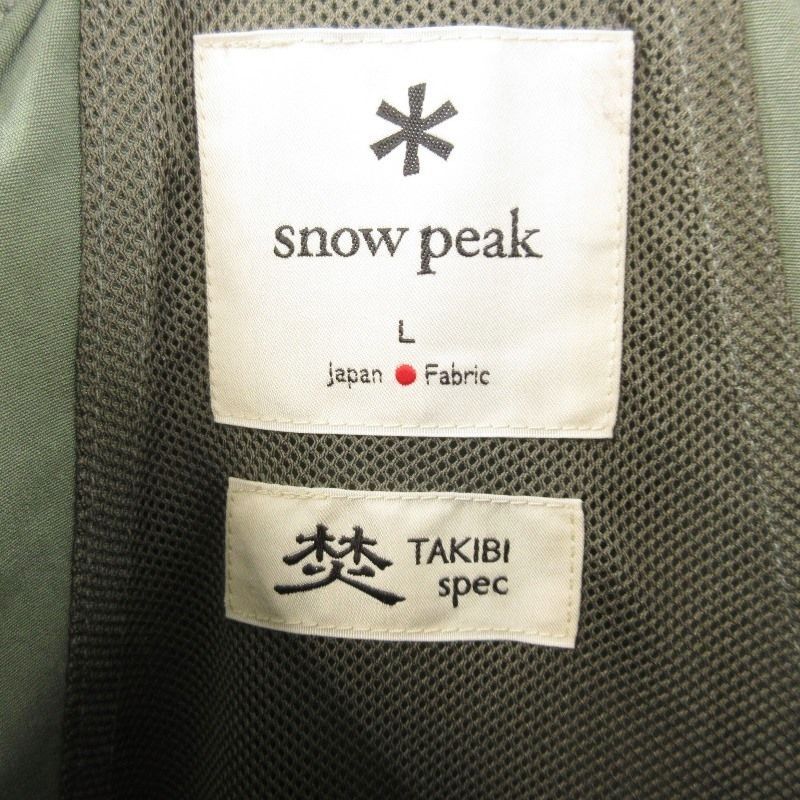 snow peak
L
Japan Fabric
焚 TAKIBI
spec